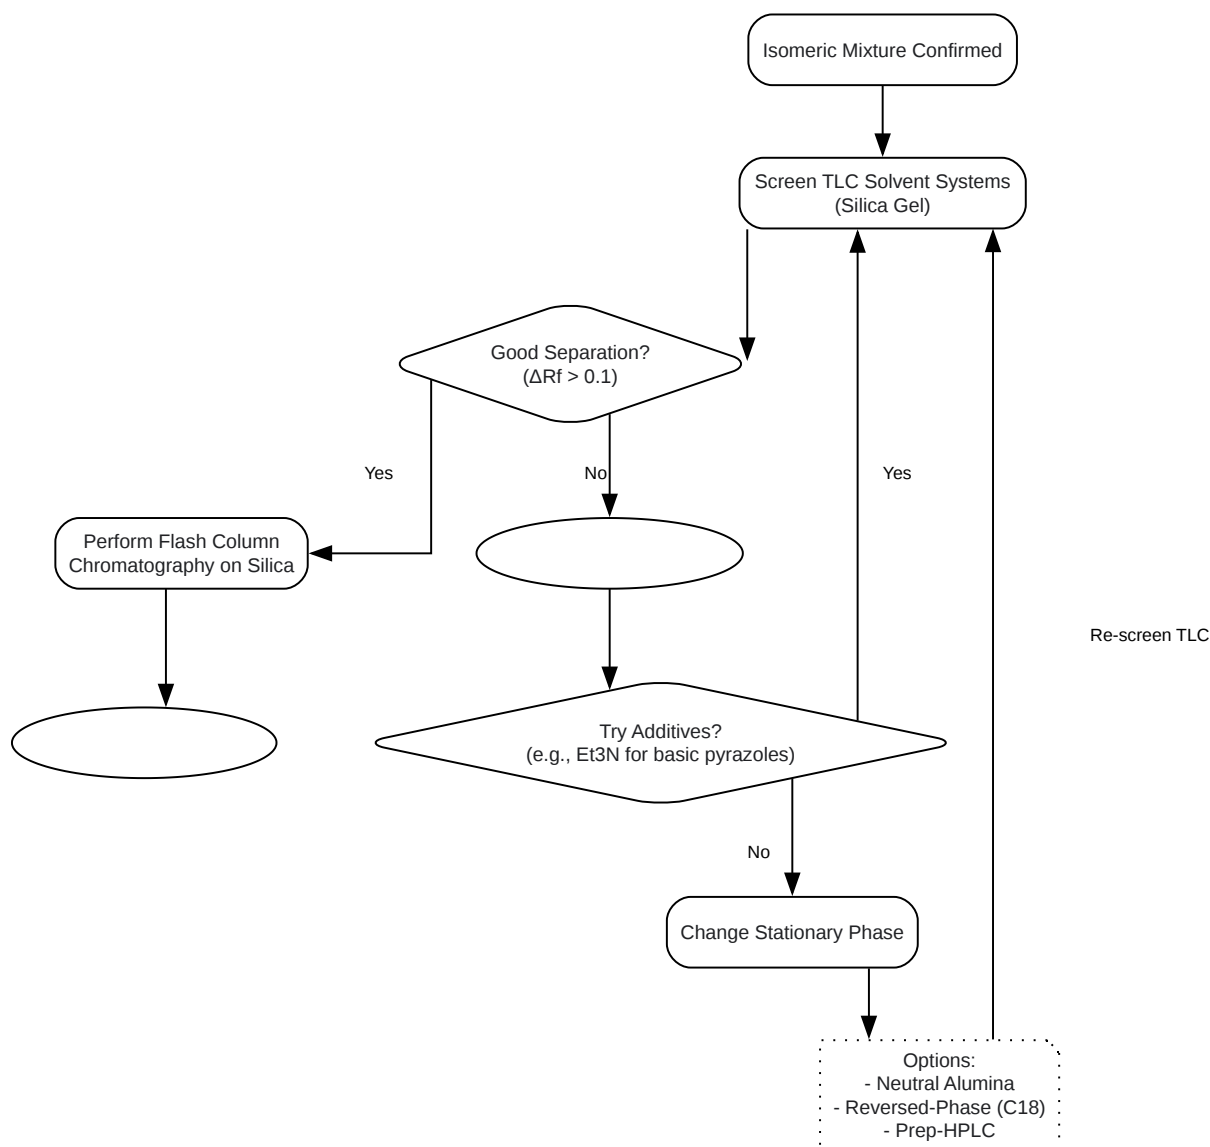 Isomeric Mixture Confirmed
Screen TLC Solvent Systems
(Silica Gel)
Good Separation?
(ΔRf > 0.1)
Yes
No
Yes
Perform Flash Column
Chromatography on Silica
Re-screen TLC
Try Additives?
(e.g., Et3N for basic pyrazoles)
No
Change Stationary Phase
Options:
- Neutral Alumina
- Reversed-Phase (C18)
- Prep-HPLC